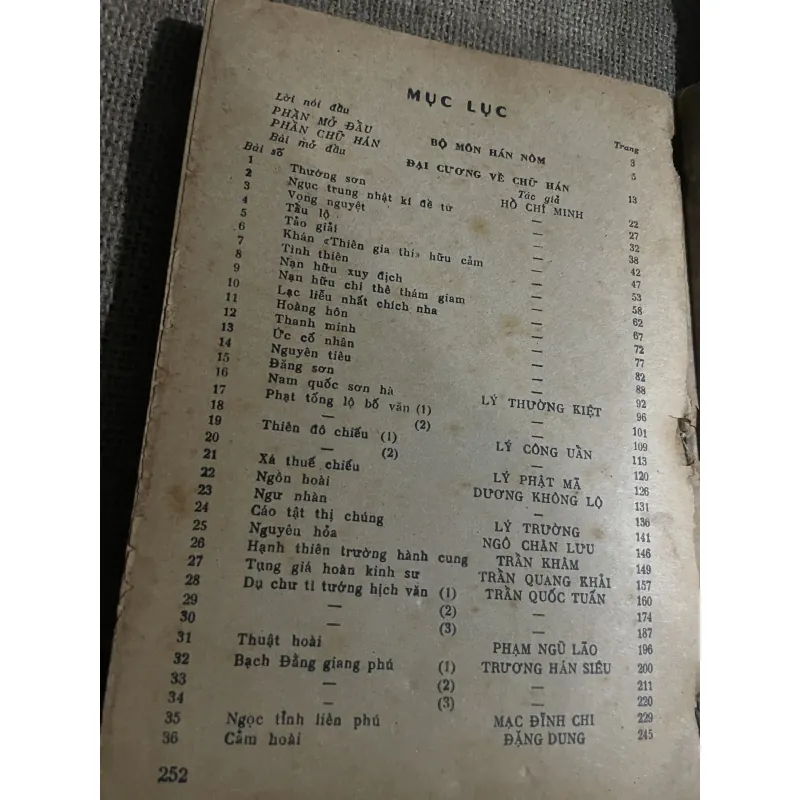 MỤC LỤC
Trang
Lời nói đầu 3
PHẦN MỞ ĐẦU BỘ MÔN HÁN NÔM 5
PHẦN CHỮ HÁN
Bài mở đầu ĐẠI CƯƠNG VỀ CHỮ HÁN 13
Bài số Tác giả
1 Thường sơn HỒ CHÍ MINH 22
2 Ngục trung nhật kí đề từ — 27
3 Vọng nguyệt — 32
4 Tẩu lộ — 38
5 Tảo giải — 42
6 Khán «Thiên gia thi» hữu cảm — 47
7 Tình thiên — 53
8 Nạn hữu xuy địch — 58
9 Nạn hữu chi thê thám giam — 62
10 Lạc liễu nhất chích nha — 67
11 Hoàng hôn — 72
12 Thanh minh — 77
13 Ức cố nhân — 82
14 Nguyên tiêu — 88
15 Đăng sơn — 92
16 Nam quốc sơn hà LÝ THƯỜNG KIỆT 96
17 Phạt tống lộ bố văn (1) — 101
18 — (2) — 109
19 Thiên đô chiếu (1) LÝ CÔNG UẨN 113
20 — (2) — 120
21 Xá thuế chiếu LÝ PHẬT MÃ 126
22 Ngôn hoài DƯƠNG KHÔNG LỘ 131
23 Ngư nhàn — 136
24 Cáo tật thị chúng LÝ TRƯỜNG 141
25 Nguyên hỏa NGÔ CHÂN LƯU 146
26 Hạnh thiên trường hành cung TRẦN KHÂM 149
27 Tụng giá hoàn kinh sư TRẦN QUANG KHẢI 157
28 Dụ chư tì tướng hịch văn (1) TRẦN QUỐC TUẤN 160
29 — (2) — 174
30 — (3) — 187
31 Thuật hoài PHẠM NGŨ LÃO 196
32 Bạch Đằng giang phú (1) TRƯƠNG HÁN SIÊU 200
33 — (2) — 211
34 — (3) — 220
35 Ngọc tỉnh liên phú MẠC ĐĨNH CHI 229
36 Cảm hoài ĐẶNG DUNG 245
252